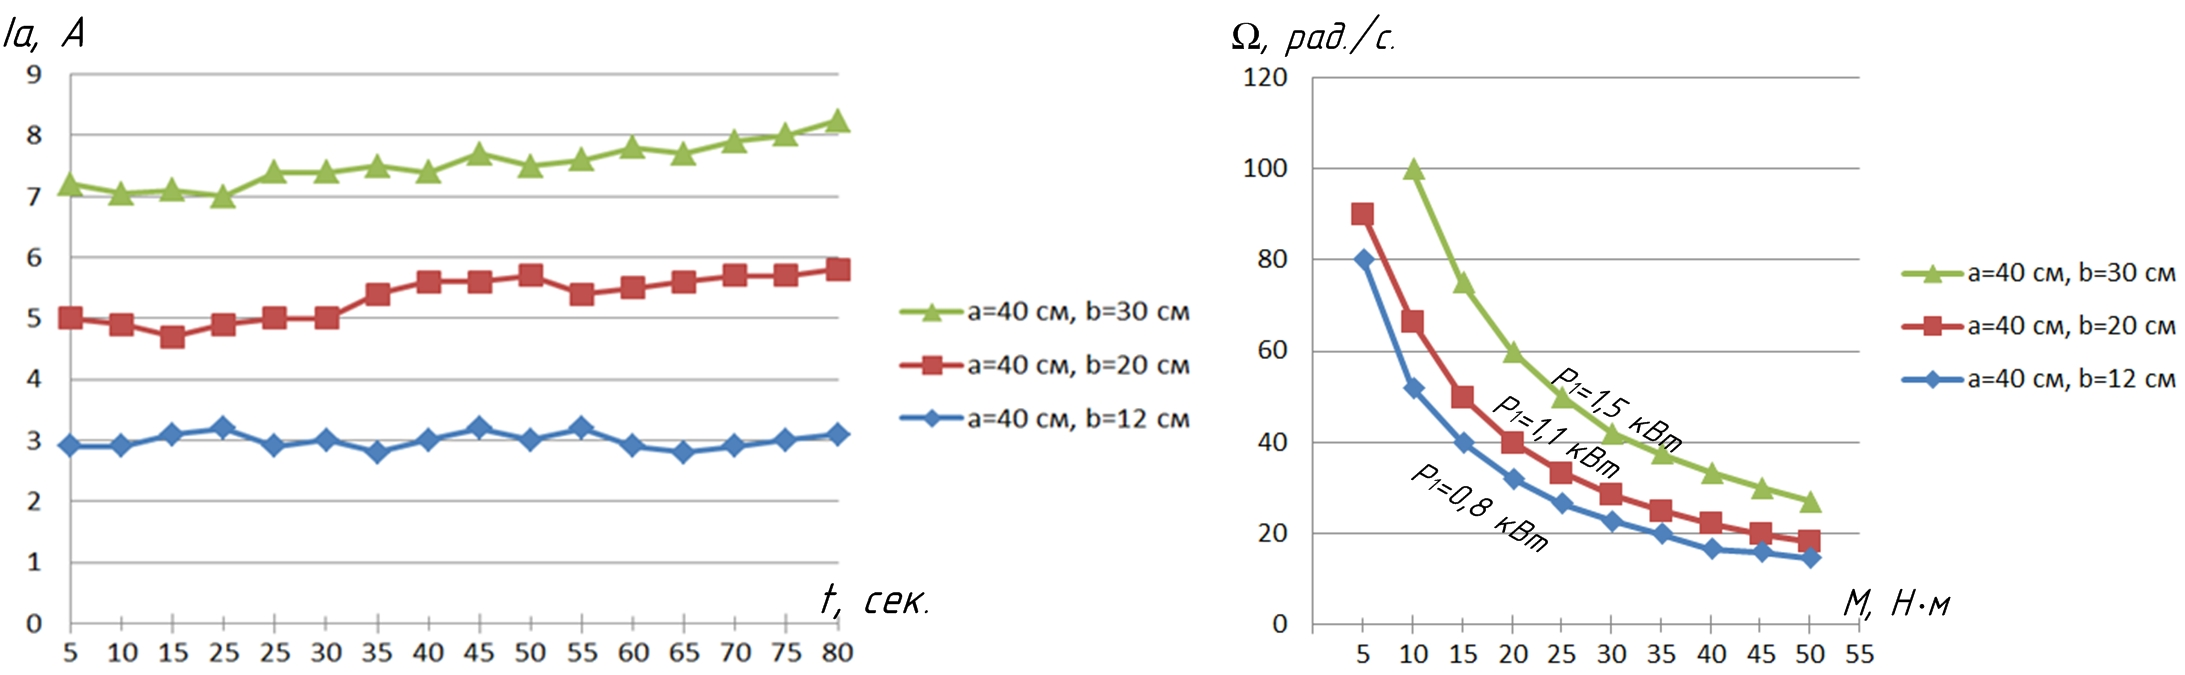 Ia, А
9
8
7
6
5
4
3
2
1
0
5 10 15 25 25 30 35 40 45 50 55 60 65 70 75 80
t, сек.
a=40 см, b=30 см
a=40 см, b=20 см
a=40 см, b=12 см
Ω, рад./с.
120
100
80
60
40
20
0
5 10 15 20 25 30 35 40 45 50 55
М, Н·м
P₁=1,5 кВт
P₁=1,1 кВт
P₁=0,8 кВт
a=40 см, b=30 см
a=40 см, b=20 см
a=40 см, b=12 см